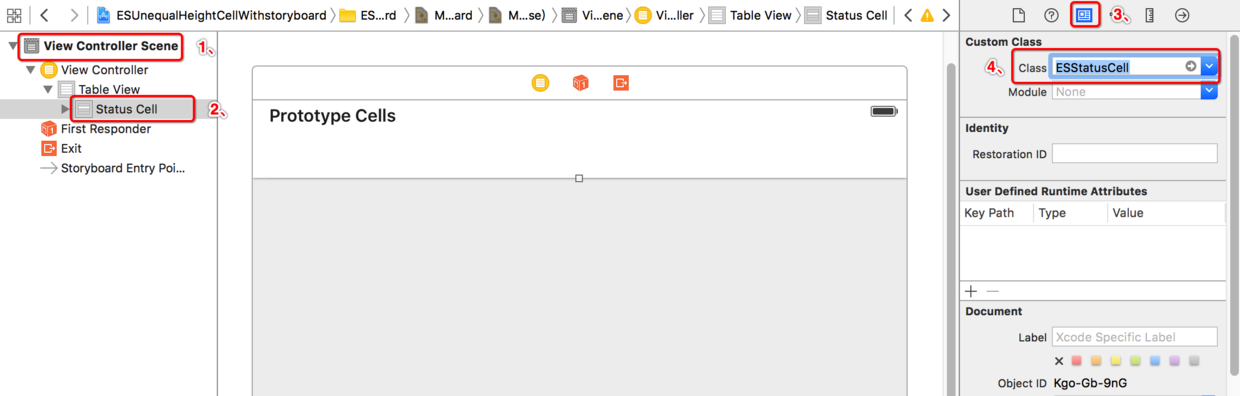 ESUnequalHeightCellWithstoryboard ES...rd M...ard M...se) Vi...ene Vi...ller Table View Status Cell
View Controller Scene 1、
View Controller
Table View
Status Cell 2、
First Responder
Exit
Storyboard Entry Poi...
Prototype Cells
3、
Custom Class
4、 Class ESStatusCell
Module None
Identity
Restoration ID
User Defined Runtime Attributes
Key Path Type Value
Document
Label Xcode Specific Label
Object ID Kgo-Gb-9nG